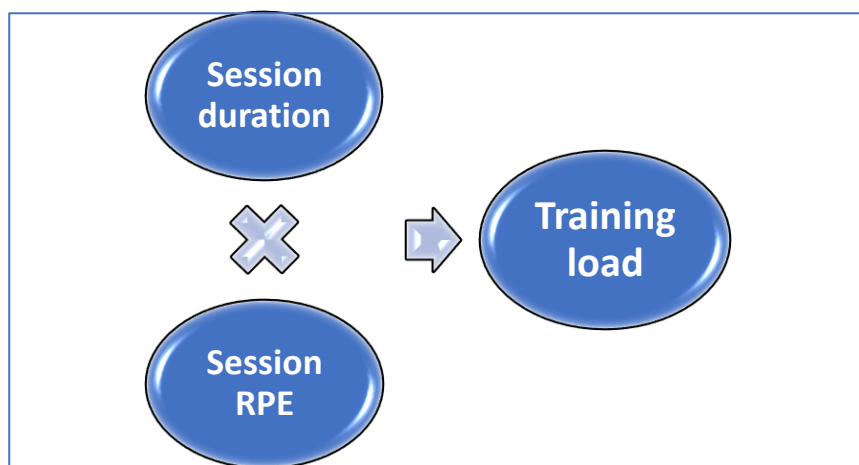 Session
duration
Training
load
Session
RPE